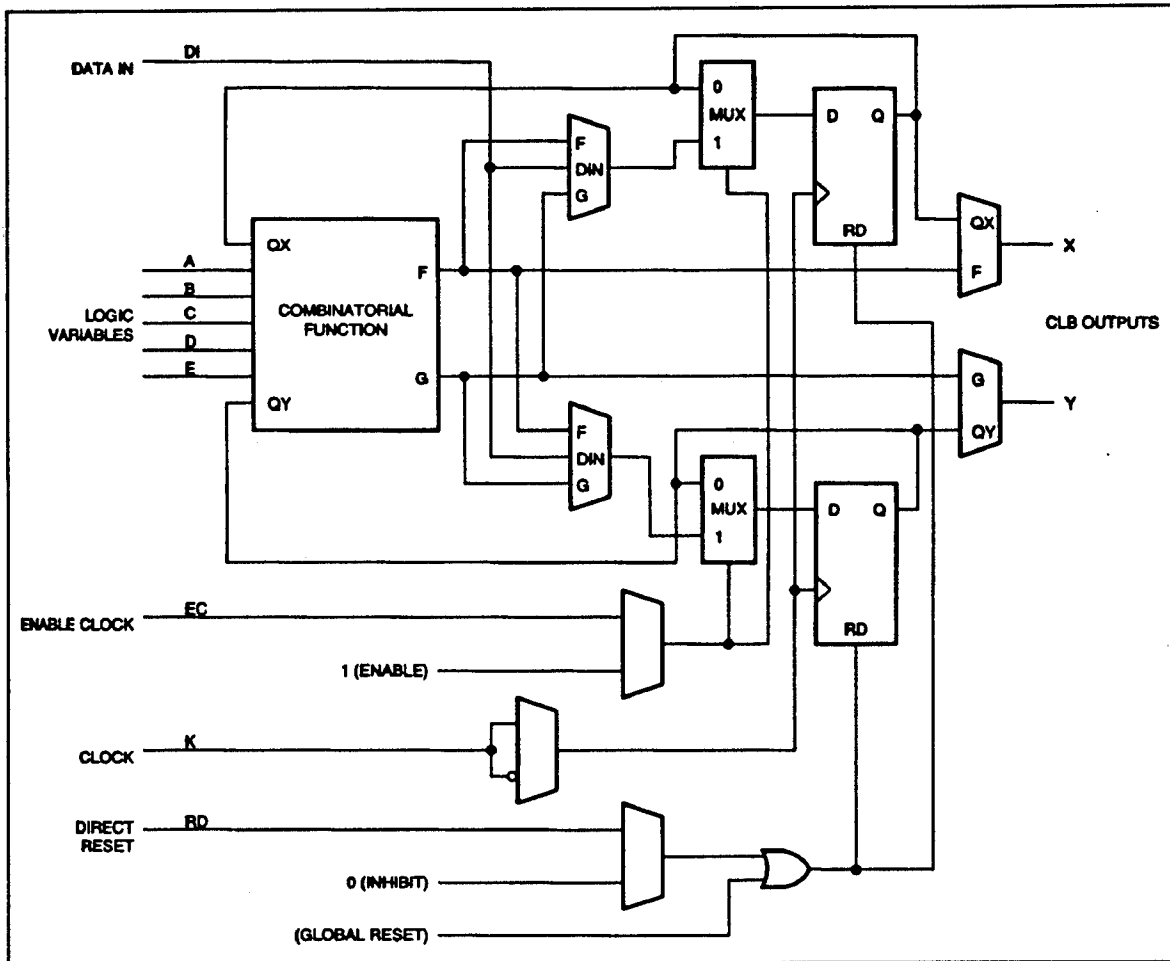 DATA IN
DI
0
MUX
1
D
Q
RD
F
DIN
G
QX
F
X
QX
A
B
C
D
E
QY
LOGIC
VARIABLES
COMBINATORIAL
FUNCTION
F
G
CLB OUTPUTS
G
QY
Y
F
DIN
G
0
MUX
1
D
Q
RD
ENABLE CLOCK
EC
1 (ENABLE)
CLOCK
K
DIRECT
RESET
RD
0 (INHIBIT)
(GLOBAL RESET)